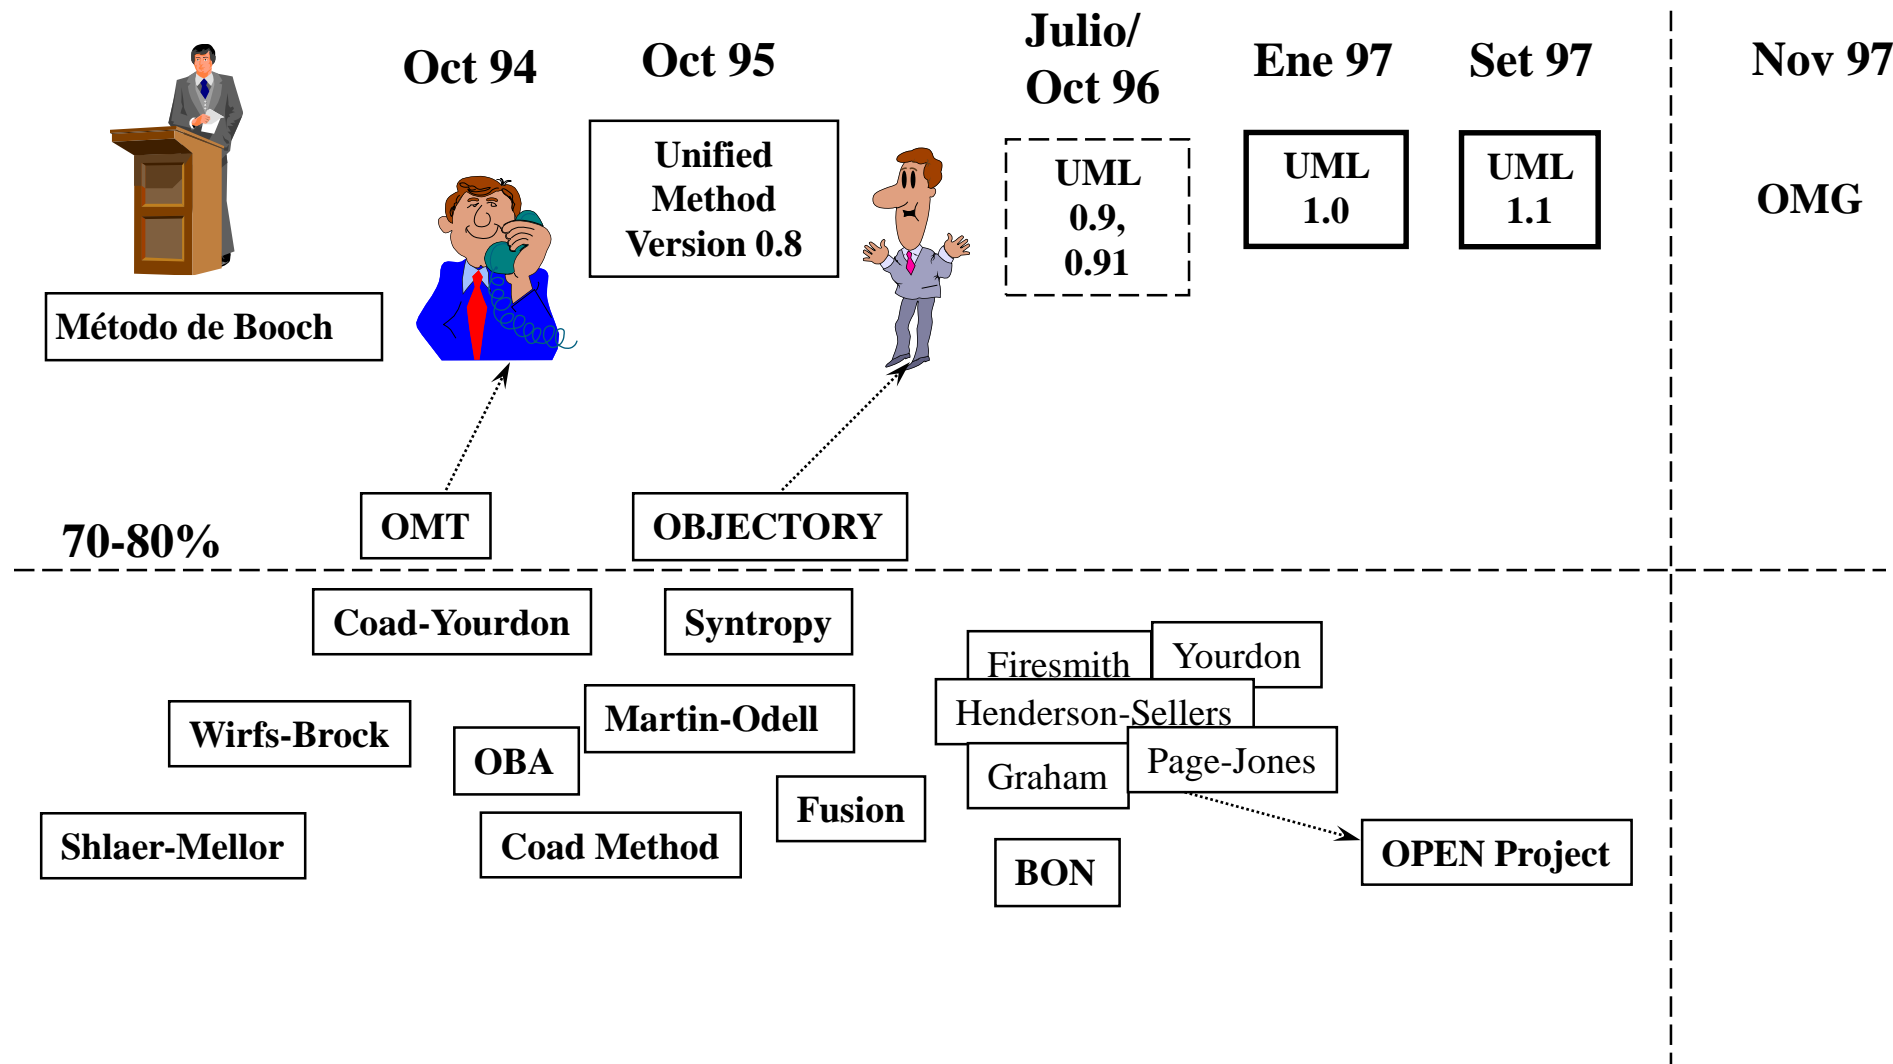 Oct 94
Oct 95
Julio/
Oct 96
Ene 97
Set 97
Nov 97
Unified
Method
Version 0.8
UML
0.9,
0.91
UML
1.0
UML
1.1
OMG
Método de Booch
OMT
OBJECTORY
70-80%
Coad-Yourdon
Syntropy
Firesmith
Yourdon
Wirfs-Brock
Martin-Odell
Henderson-Sellers
OBA
Graham
Page-Jones
Fusion
Shlaer-Mellor
Coad Method
BON
OPEN Project